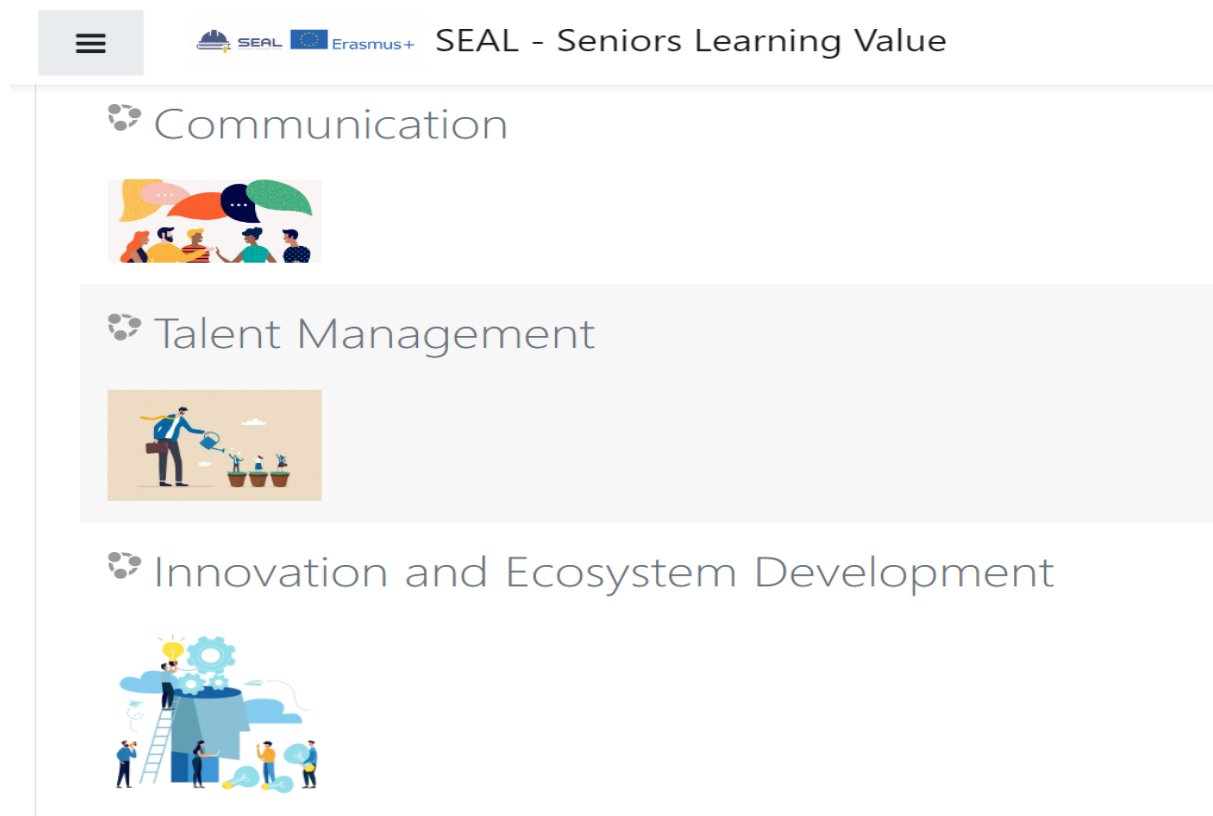 SEAL Erasmus+ SEAL - Seniors Learning Value
Communication
Talent Management
Innovation and Ecosystem Development